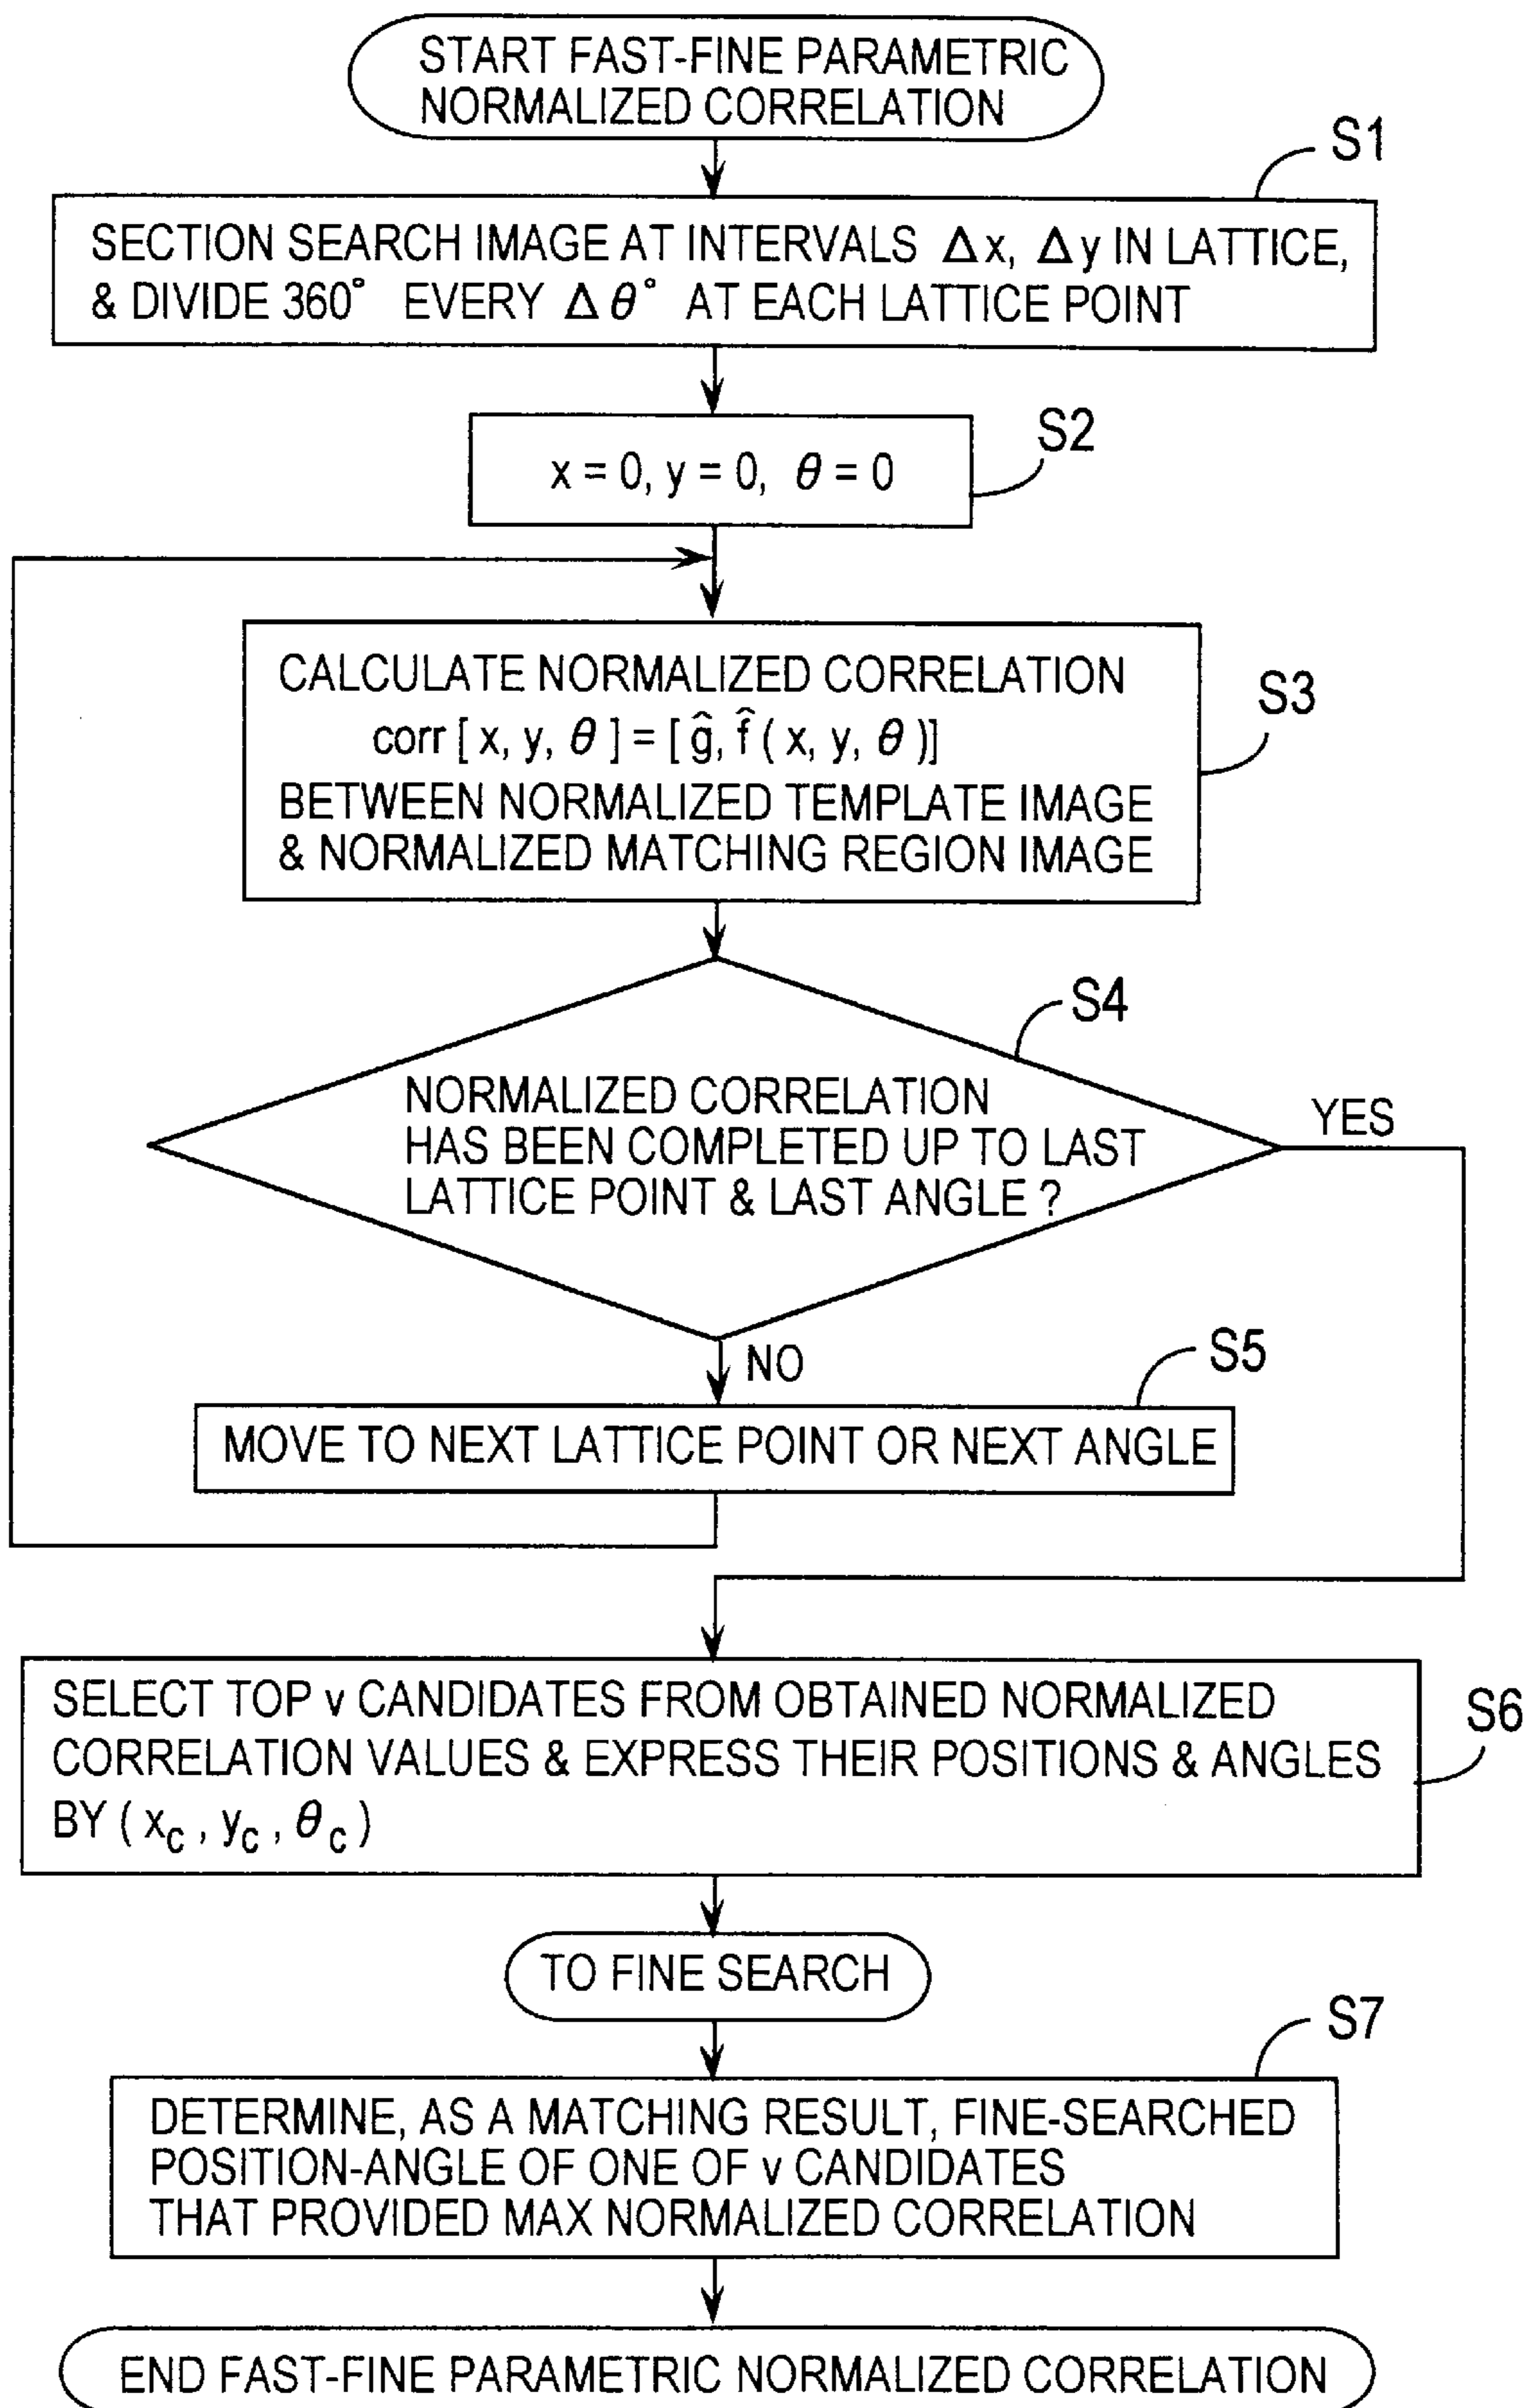 START FAST-FINE PARAMETRIC
NORMALIZED CORRELATION
S1
SECTION SEARCH IMAGE AT INTERVALS Δx, Δy IN LATTICE,
& DIVIDE 360° EVERY Δθ° AT EACH LATTICE POINT
S2
x = 0, y = 0, θ = 0
CALCULATE NORMALIZED CORRELATION
S3
corr [ x, y, θ ] = [ ĝ, f̂ ( x, y, θ )]
BETWEEN NORMALIZED TEMPLATE IMAGE
& NORMALIZED MATCHING REGION IMAGE
S4
NORMALIZED CORRELATION
HAS BEEN COMPLETED UP TO LAST
LATTICE POINT & LAST ANGLE ?
YES
NO
S5
MOVE TO NEXT LATTICE POINT OR NEXT ANGLE
SELECT TOP v CANDIDATES FROM OBTAINED NORMALIZED
CORRELATION VALUES & EXPRESS THEIR POSITIONS & ANGLES
BY ( x_c , y_c , θ_c )
S6
TO FINE SEARCH
S7
DETERMINE, AS A MATCHING RESULT, FINE-SEARCHED
POSITION-ANGLE OF ONE OF v CANDIDATES
THAT PROVIDED MAX NORMALIZED CORRELATION
END FAST-FINE PARAMETRIC NORMALIZED CORRELATION